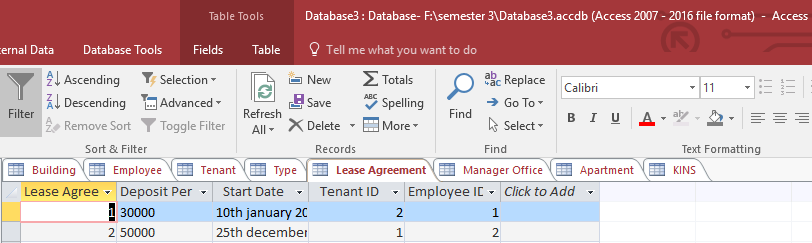 Table Tools Database3 : Database- F:\semester 3\Database3.accdb (Access 2007 - 2016 file format) - Access
ernal Data Database Tools Fields Table Tell me what you want to do...
Filter Ascending Selection Refresh All New Totals Find Replace Calibri 11
Descending Advanced Save Spelling Go To B I U A
Remove Sort Toggle Filter Delete More Select
Sort & Filter Records Find Text Formatting
Building Employee Tenant Type Lease Agreement Manager Office Apartment KINS
Lease Agree Deposit Per Start Date Tenant ID Employee ID Click to Add
1 30000 10th january 20 2 1
2 50000 25th december 1 2